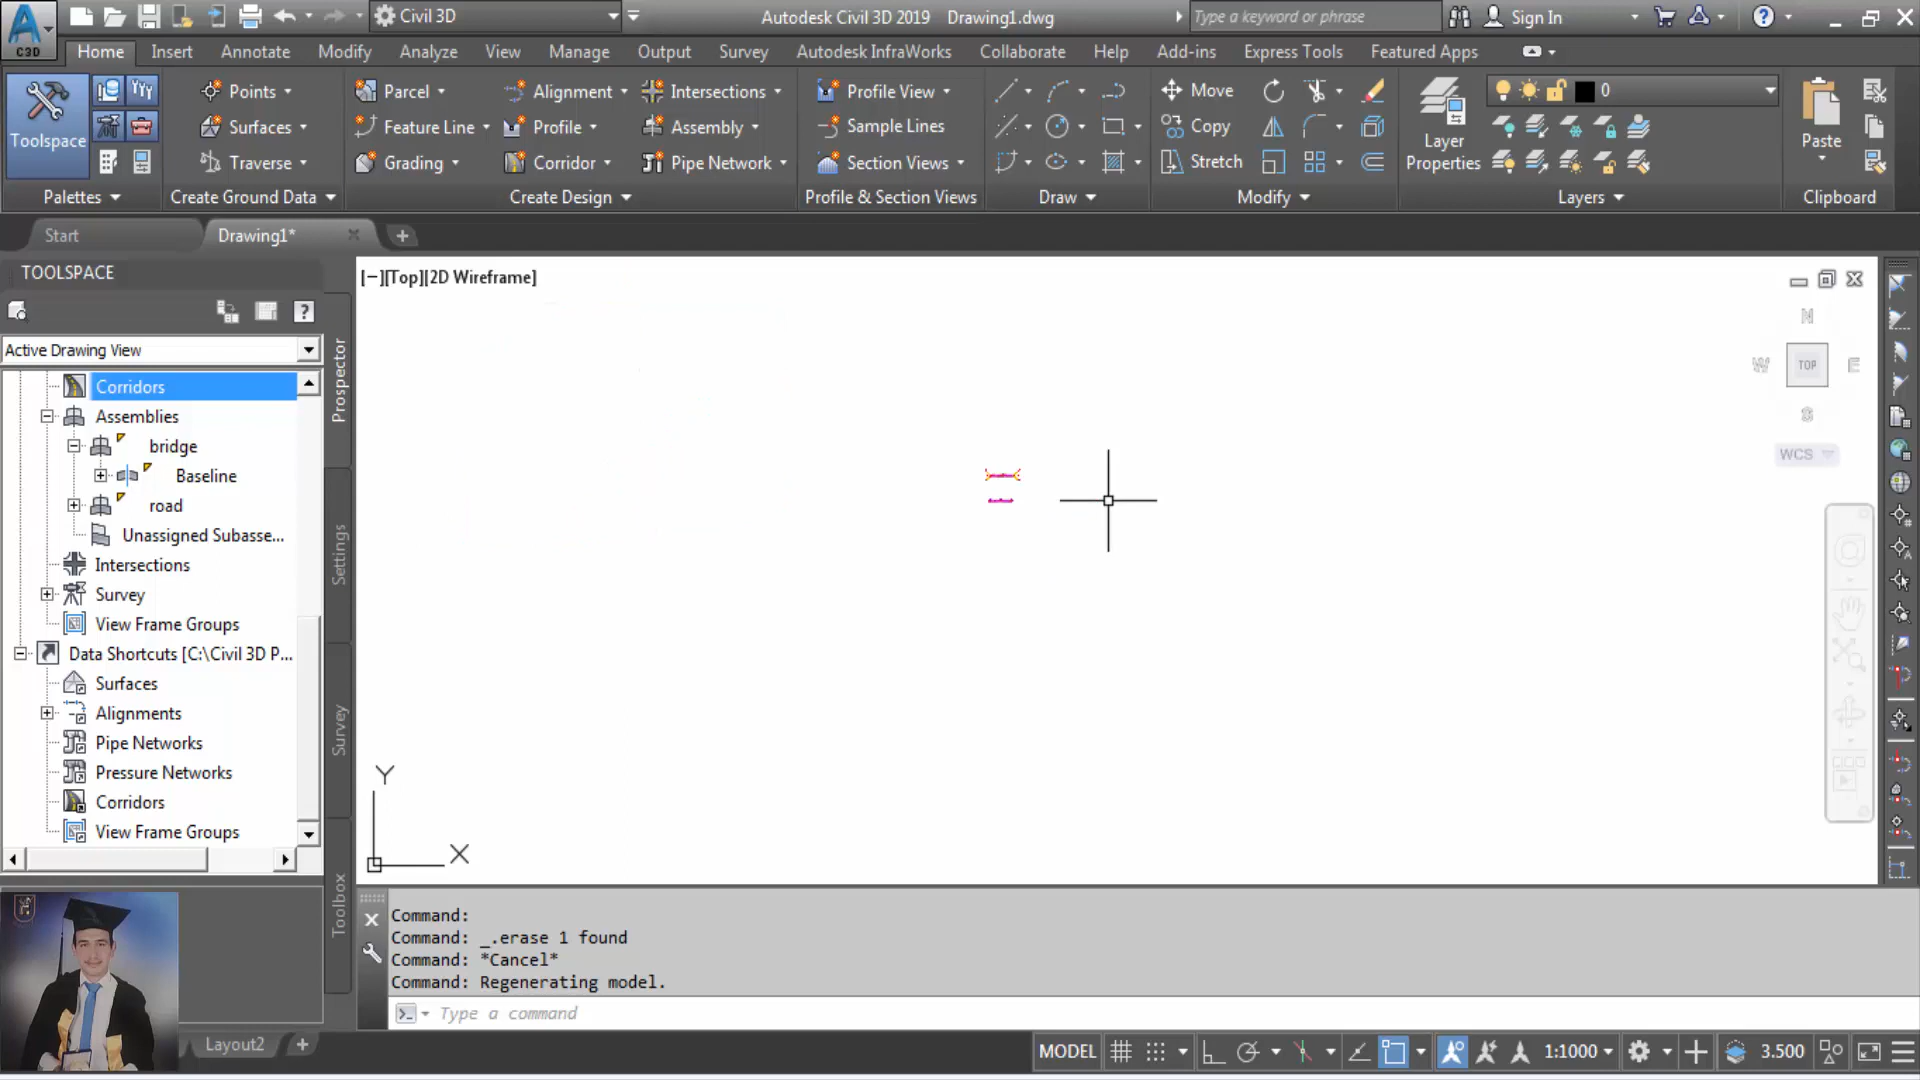 C3D
Civil 3D
Autodesk Civil 3D 2019 Drawing1.dwg
Type a keyword or phrase
Sign In
Home Insert Annotate Modify Analyze View Manage Output Survey Autodesk InfraWorks Collaborate Help Add-ins Express Tools Featured Apps
Toolspace
Points
Surfaces
Traverse
Parcel
Feature Line
Grading
Alignment
Profile
Corridor
Intersections
Assembly
Pipe Network
Profile View
Sample Lines
Section Views
Move
Copy
Stretch
Layer
Properties
0
Paste
Palettes
Create Ground Data
Create Design
Profile & Section Views
Draw
Modify
Layers
Clipboard
Start
Drawing1*
TOOLSPACE
Active Drawing View
Corridors
Assemblies
bridge
Baseline
road
Unassigned Subasse...
Intersections
Survey
View Frame Groups
Data Shortcuts [C:\Civil 3D P...
Surfaces
Alignments
Pipe Networks
Pressure Networks
Corridors
View Frame Groups
Prospector
Settings
Survey
Toolbox
[−][Top][2D Wireframe]
N
W
TOP
E
S
WCS
Y
X
Command:
Command: _.erase 1 found
Command: *Cancel*
Command: Regenerating model.
Type a command
Layout2
MODEL
1:1000
3.500